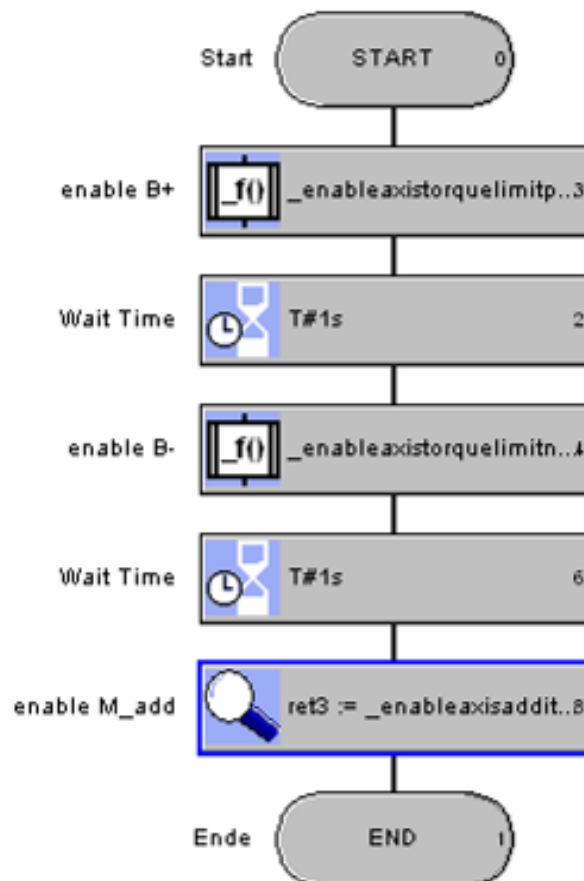 Start START 0
enable B+ _f() _enableaxistorquelimitp..3
Wait Time T#1s 2
enable B- _f() _enableaxistorquelimitn..4
Wait Time T#1s 6
enable M_add ret3 := _enableaxisaddit..8
Ende END 1